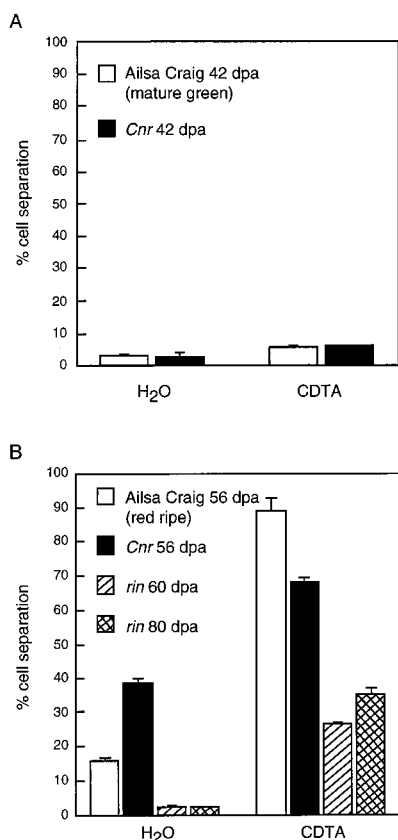 A
100
90
80
70
60
50
40
30
20
10
0
% cell separation
Ailsa Craig 42 dpa
(mature green)
Cnr 42 dpa
H2O
CDTA
B
100
90
80
70
60
50
40
30
20
10
0
% cell separation
Ailsa Craig 56 dpa
(red ripe)
Cnr 56 dpa
rin 60 dpa
rin 80 dpa
H2O
CDTA